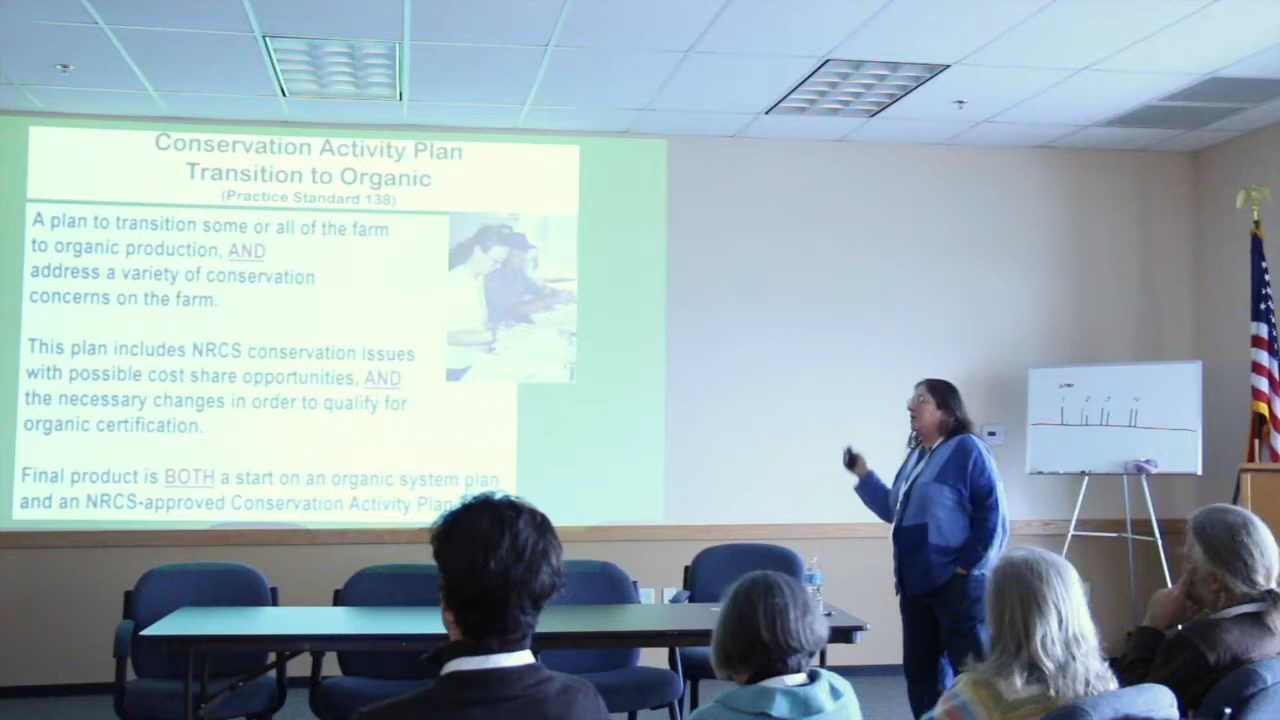 Conservation Activity Plan
Transition to Organic
(Practice Standard 138)
A plan to transition some or all of the farm
to organic production, AND
address a variety of conservation
concerns on the farm.
This plan includes NRCS conservation issues
with possible cost share opportunities, AND
the necessary changes in order to qualify for
organic certification.
Final product is BOTH a start on an organic system plan
and an NRCS-approved Conservation Activity Plan